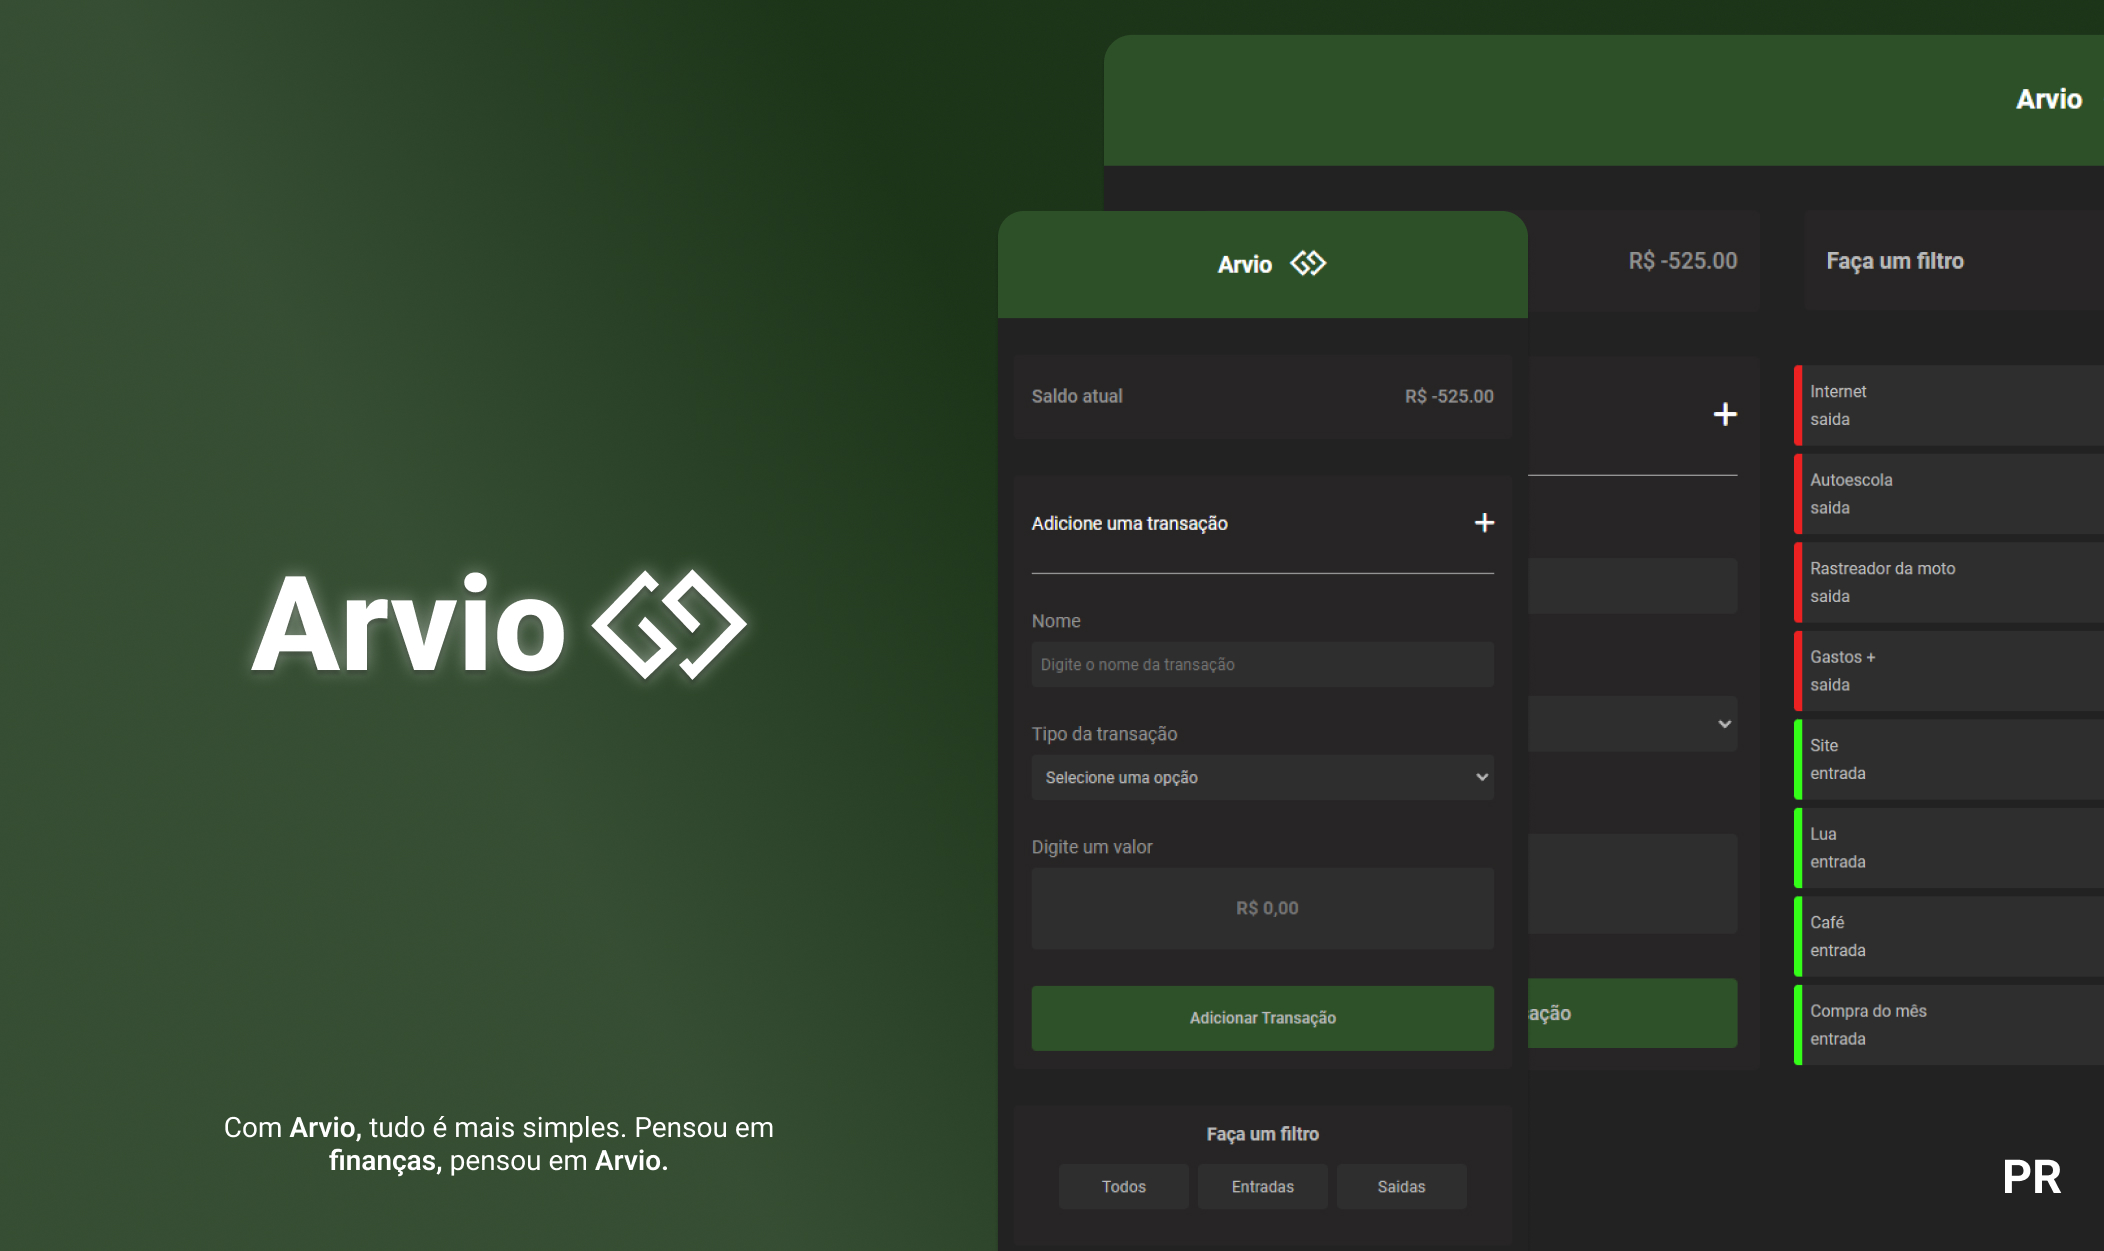 Arvio
Com Arvio, tudo é mais simples. Pensou em
finanças, pensou em Arvio.
Arvio
Saldo atual
R$ -525.00
Adicione uma transação
+
Nome
Digite o nome da transação
Tipo da transação
Selecione uma opção
Digite um valor
R$ 0,00
Adicionar Transação
Faça um filtro
Todos
Entradas
Saidas
Arvio
R$ -525.00
+
ação
Faça um filtro
Internet
saida
Autoescola
saida
Rastreador da moto
saida
Gastos +
saida
Site
entrada
Lua
entrada
Café
entrada
Compra do mês
entrada
PR